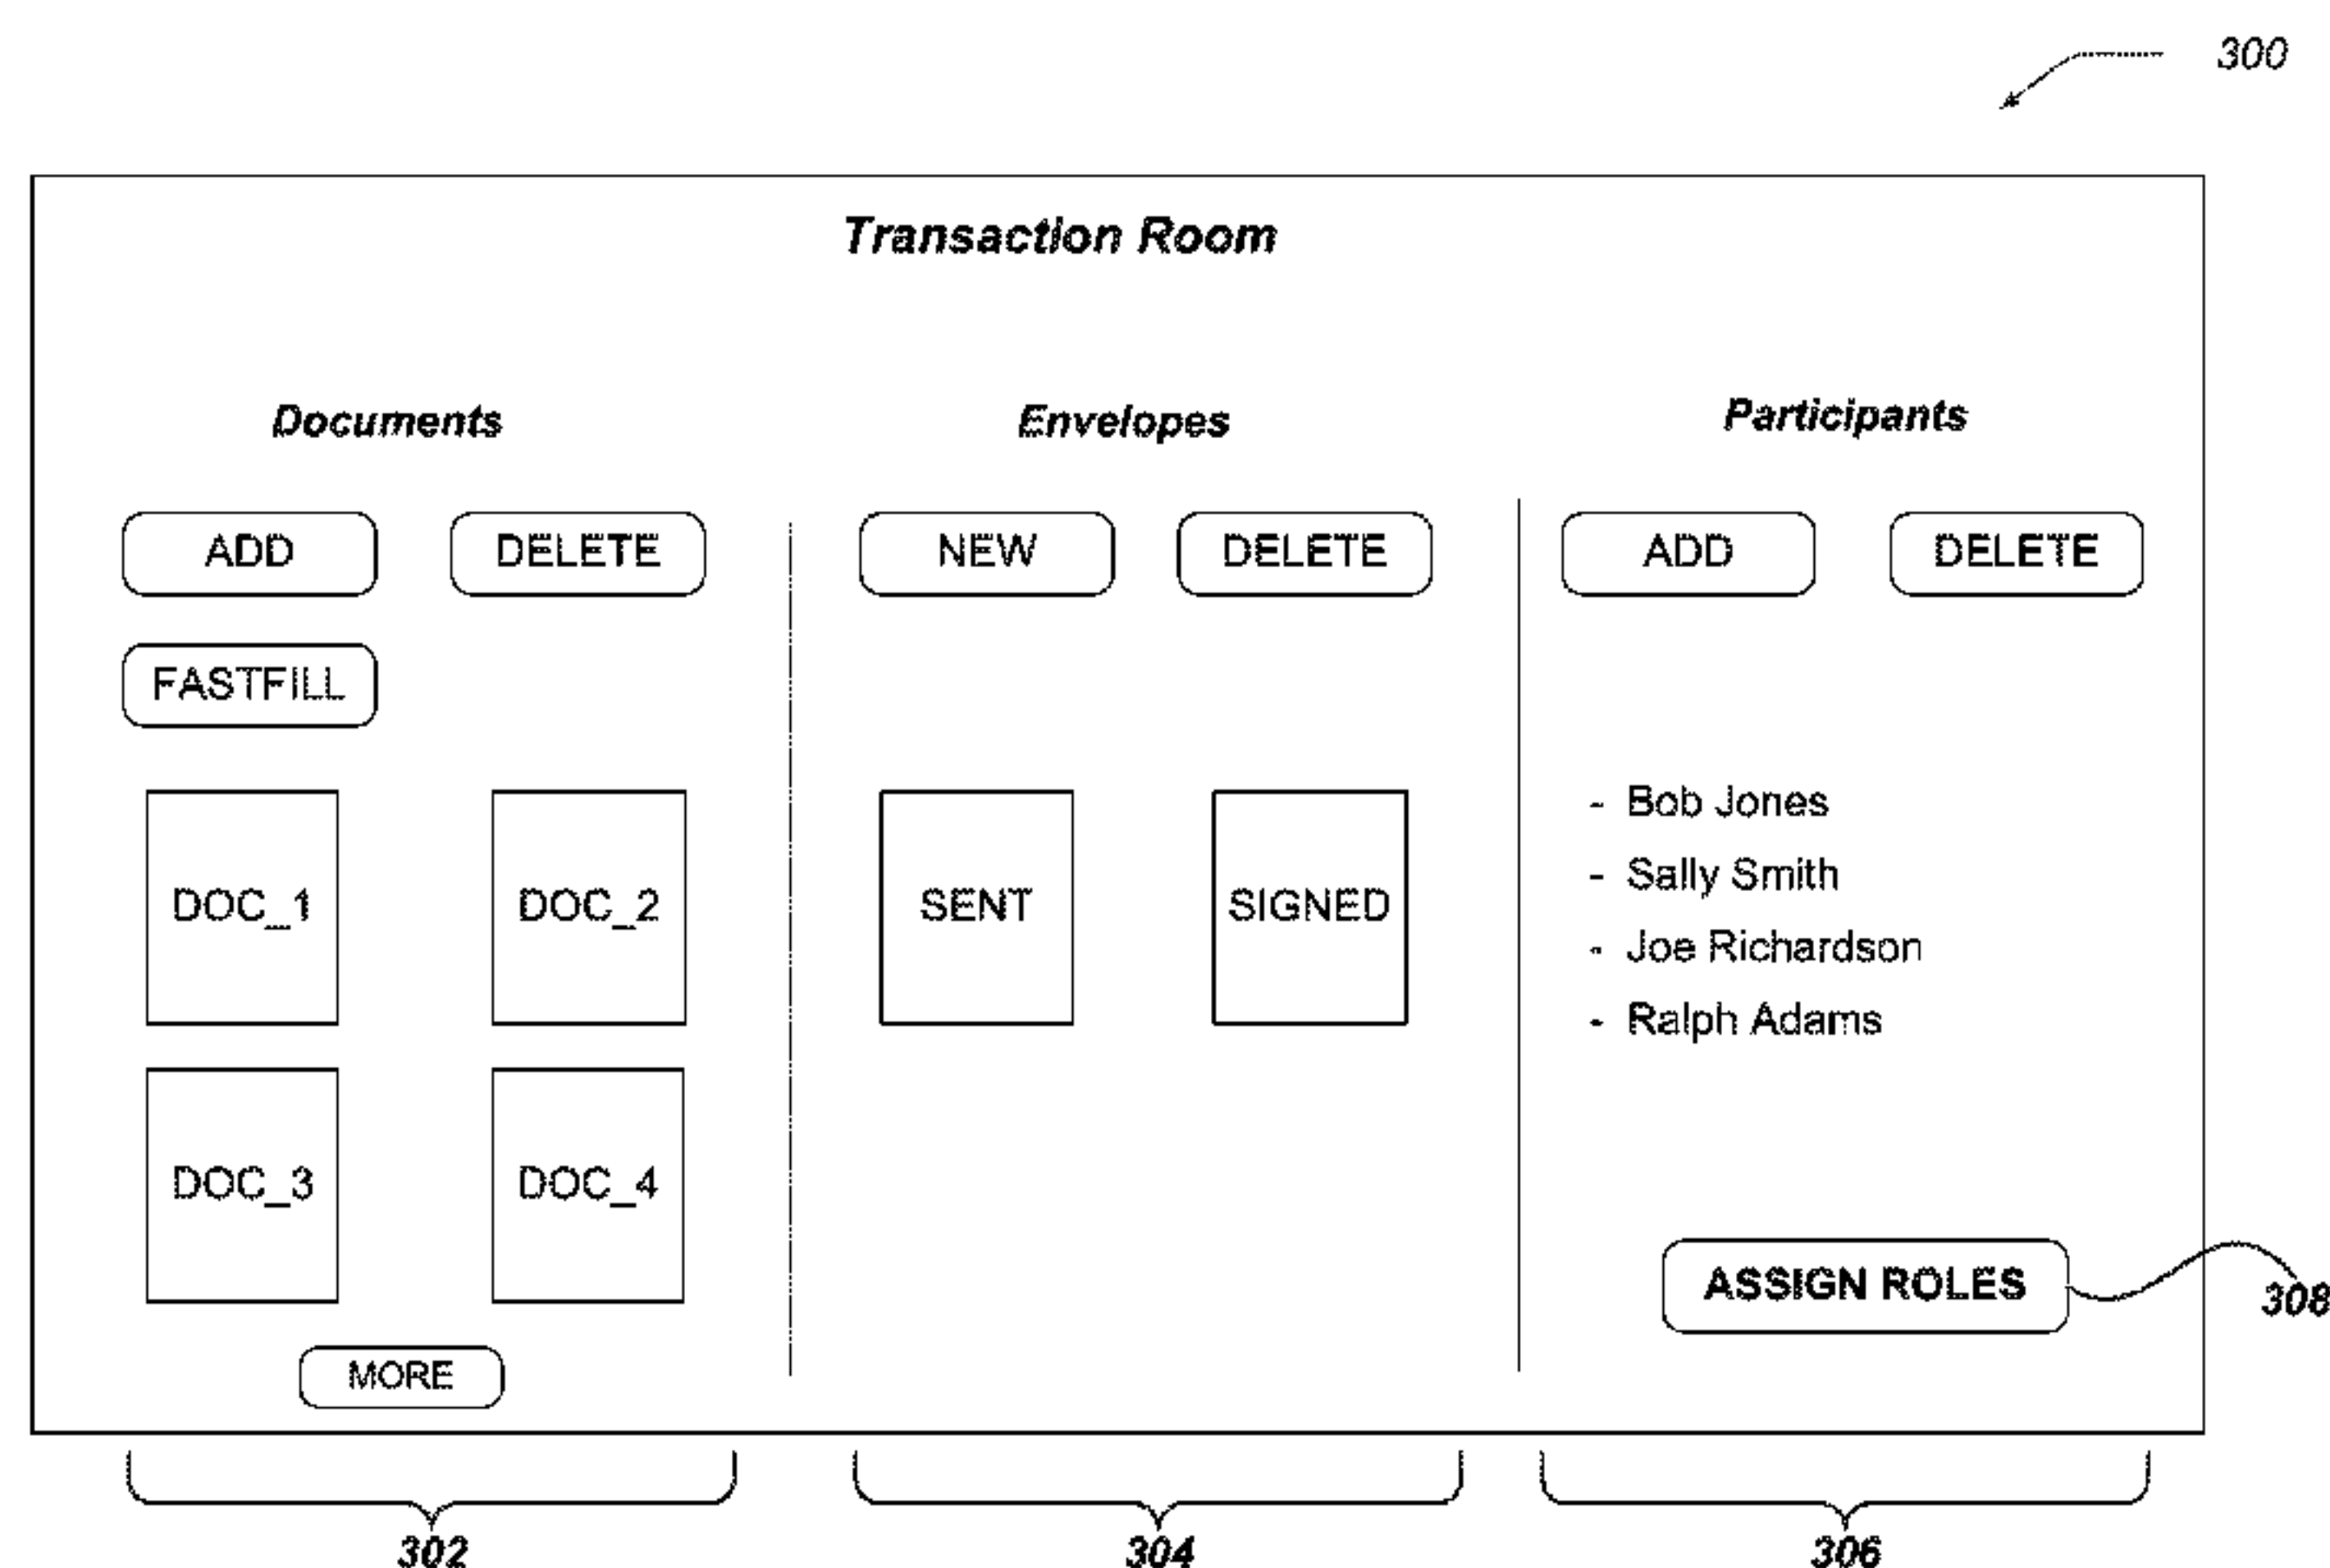 300
Transaction Room
Documents
Envelopes
Participants
ADD
DELETE
NEW
DELETE
ADD
DELETE
FASTFILL
DOC_1
DOC_2
SENT
SIGNED
- Bob Jones
- Sally Smith
- Joe Richardson
- Ralph Adams
DOC_3
DOC_4
ASSIGN ROLES
308
MORE
302
304
306